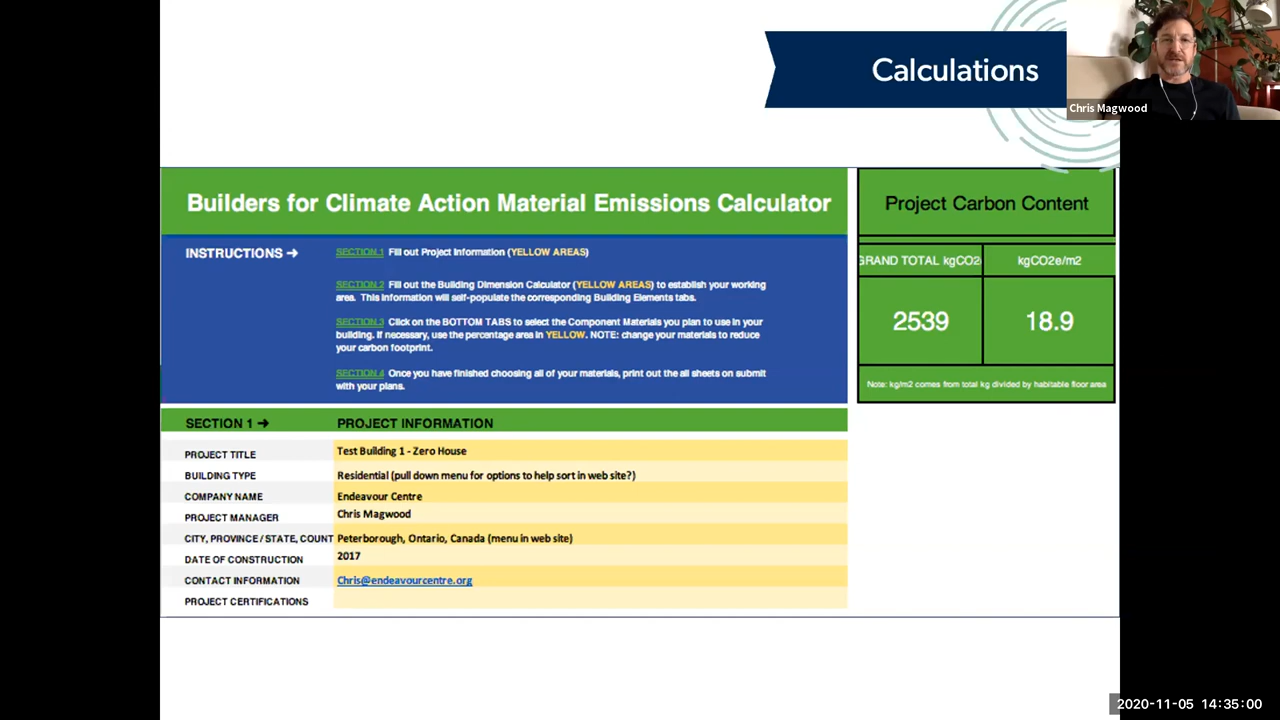 Calculations
Chris Magwood
Builders for Climate Action Material Emissions Calculator
INSTRUCTIONS ➔
SECTION 1 Fill out Project Information (YELLOW AREAS)
SECTION 2 Fill out the Building Dimension Calculator (YELLOW AREAS) to establish your working
area. This information will self-populate the corresponding Building Elements tabs.
SECTION 3 Click on the BOTTOM TABS to select the Component Materials you plan to use in your
building. If necessary, use the percentage area in YELLOW. NOTE: change your materials to reduce
your carbon footprint.
SECTION 4 Once you have finished choosing all of your materials, print out the all sheets on submit
with your plans.
Project Carbon Content
GRAND TOTAL kgCO2 kgCO2e/m2
2539 18.9
Note: kg/m2 comes from total kg divided by habitable floor area
SECTION 1 ➔ PROJECT INFORMATION
PROJECT TITLE Test Building 1 - Zero House
BUILDING TYPE Residential (pull down menu for options to help sort in web site?)
COMPANY NAME Endeavour Centre
PROJECT MANAGER Chris Magwood
CITY, PROVINCE / STATE, COUNT Peterborough, Ontario, Canada (menu in web site)
DATE OF CONSTRUCTION 2017
CONTACT INFORMATION Chris@endeavourcentre.org
PROJECT CERTIFICATIONS
2020-11-05 14:35:00